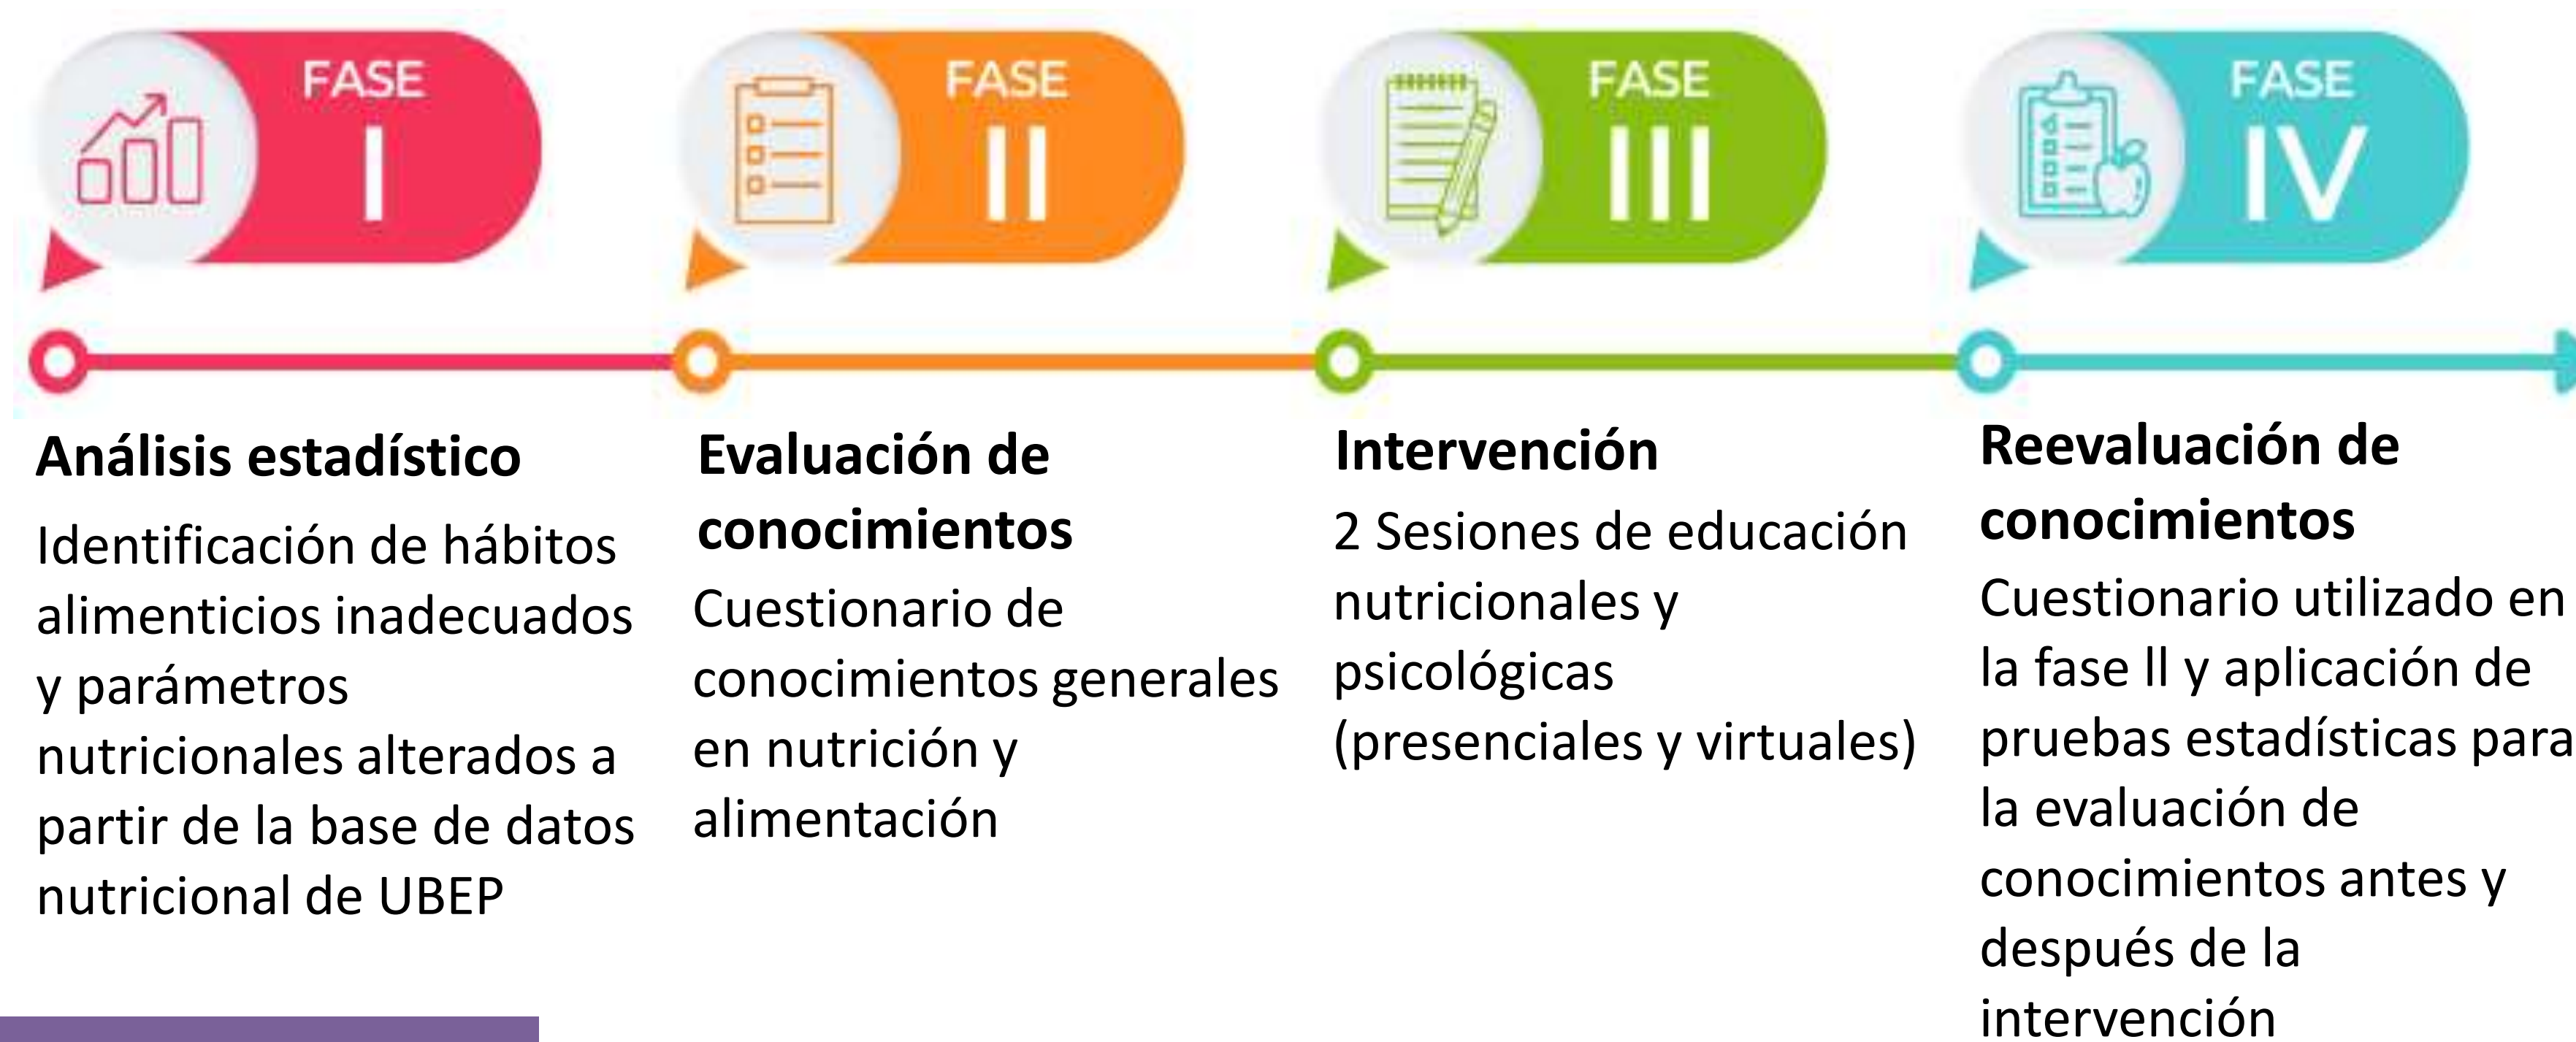 FASE
I
FASE
II
FASE
III
FASE
IV
Análisis estadístico
Identificación de hábitos
alimenticios inadecuados
y parámetros
nutricionales alterados a
partir de la base de datos
nutricional de UBEP
Evaluación de
conocimientos
Cuestionario de
conocimientos generales
en nutrición y
alimentación
Intervención
2 Sesiones de educación
nutricionales y
psicológicas
(presenciales y virtuales)
Reevaluación de
conocimientos
Cuestionario utilizado en
la fase ll y aplicación de
pruebas estadísticas para
la evaluación de
conocimientos antes y
después de la
intervención